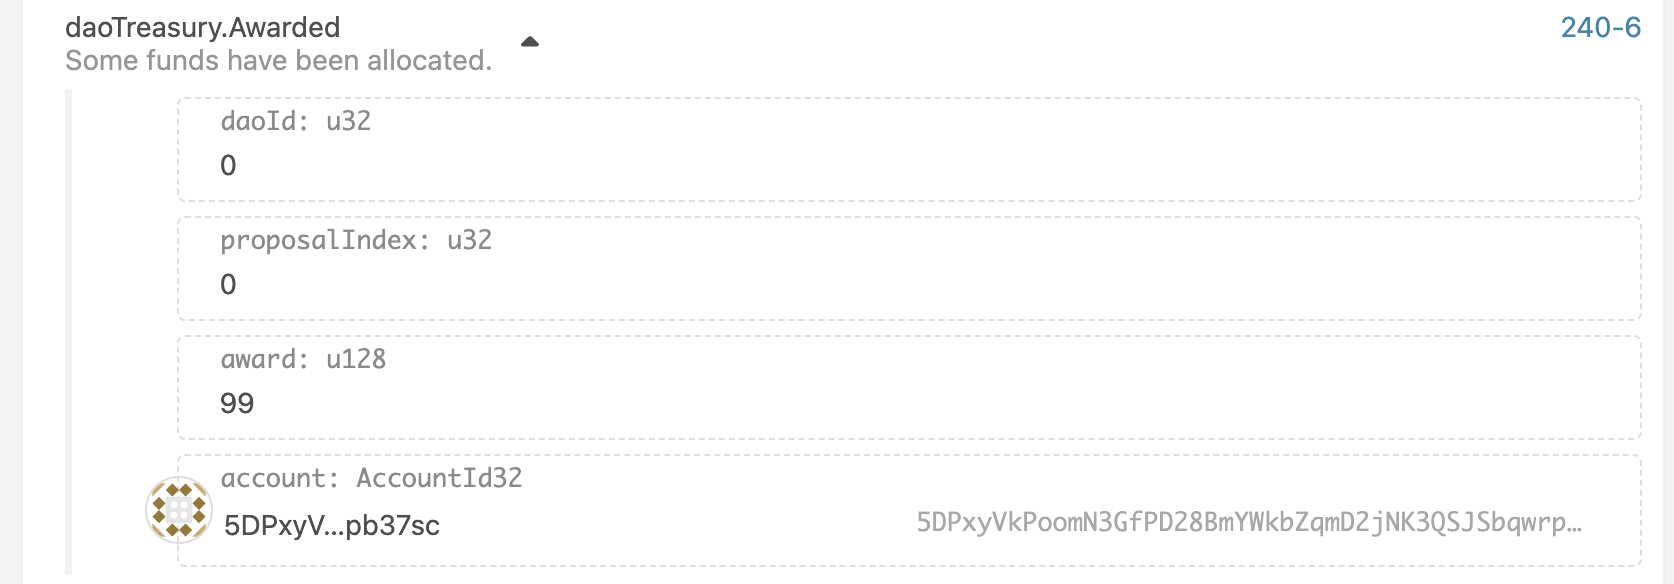 daoTreasury.Awarded
240-6
Some funds have been allocated.
daoId: u32
0
proposalIndex: u32
0
award: u128
99
account: AccountId32
5DPxyV...pb37sc
5DPxyVkPoomN3GfPD28BmYWkbZqmD2jNK3QSJSbqwrp…